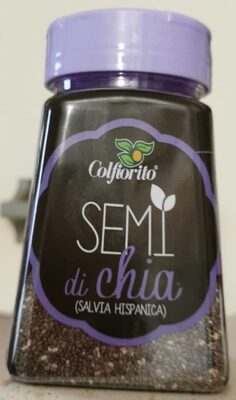 Colfiorito
SEMI
di chia
(SALVIA HISPANICA)